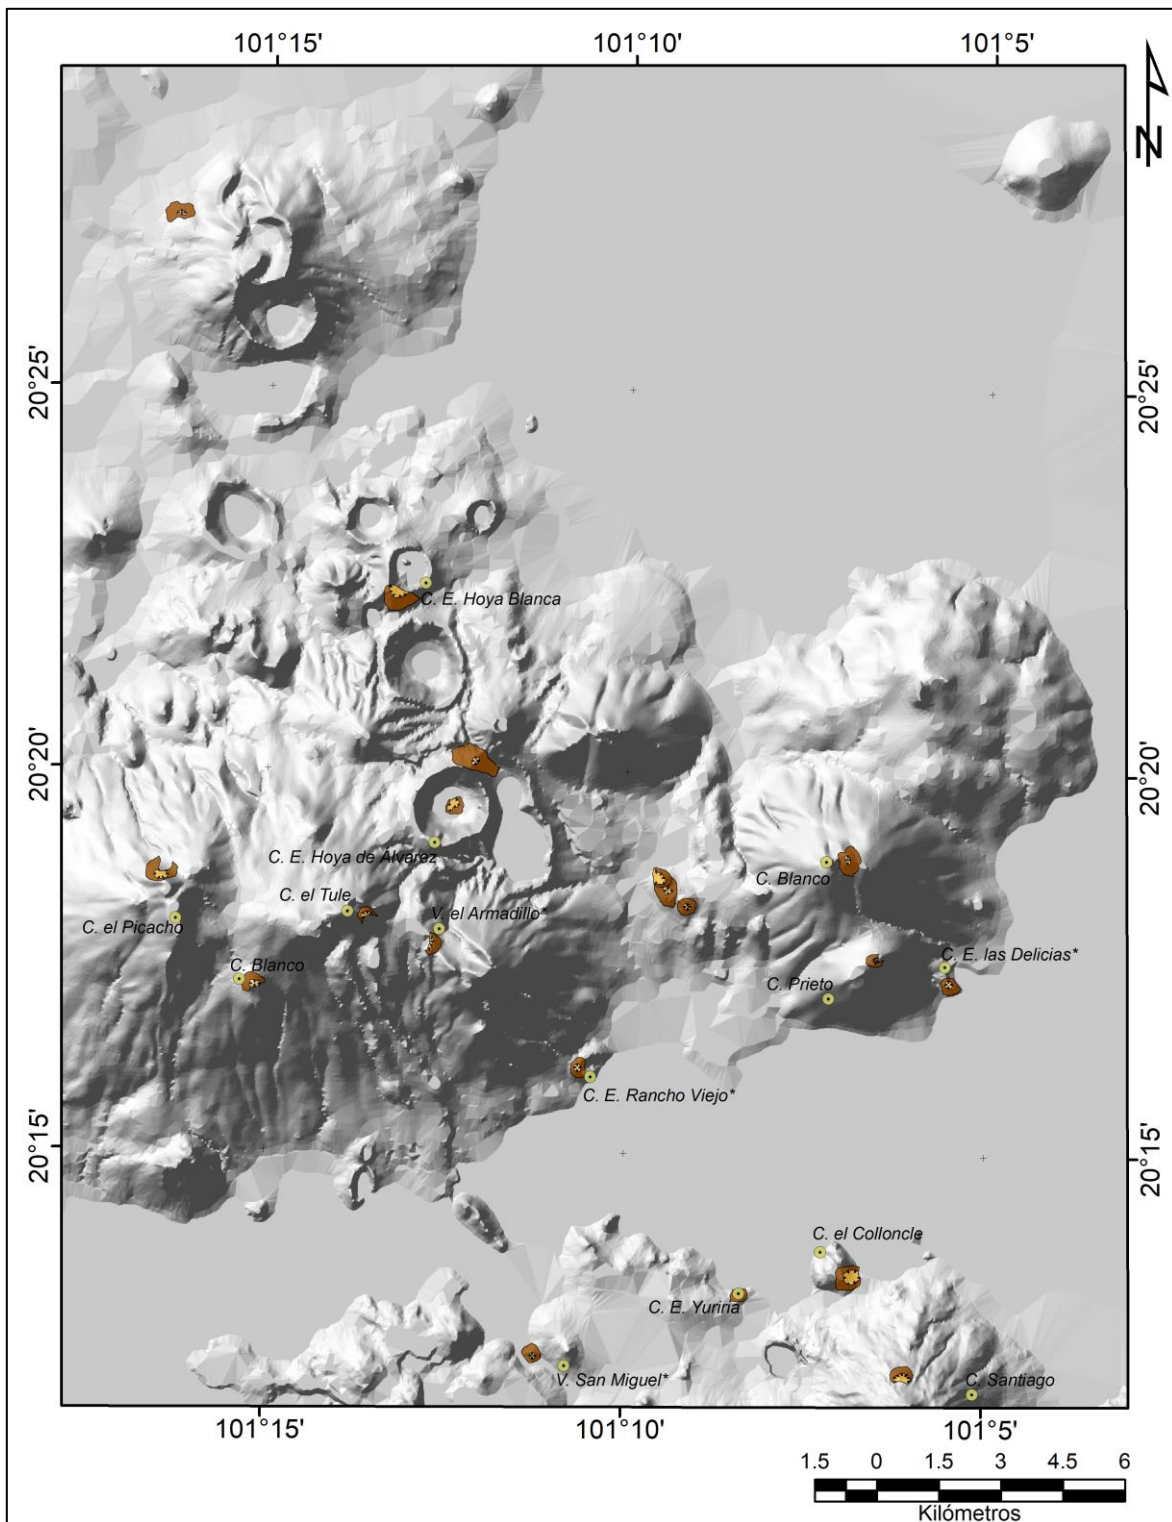 101°15' 101°10' 101°5'
N
20°25' 20°25'
C. E. Hoya Blanca
20°20' 20°20'
C. E. Hoya de Alvarez
C. Blanco
C. el Tule
V. el Armadillo*
C. el Picacho
C. E. las Delicias*
C. Blanco
C. Prieto
C. E. Rancho Viejo*
20°15' 20°15'
C. el Colloncle
C. E. Yuriria
V. San Miguel*
C. Santiago
101°15' 101°10' 101°5'
1.5 0 1.5 3 4.5 6
Kilómetros